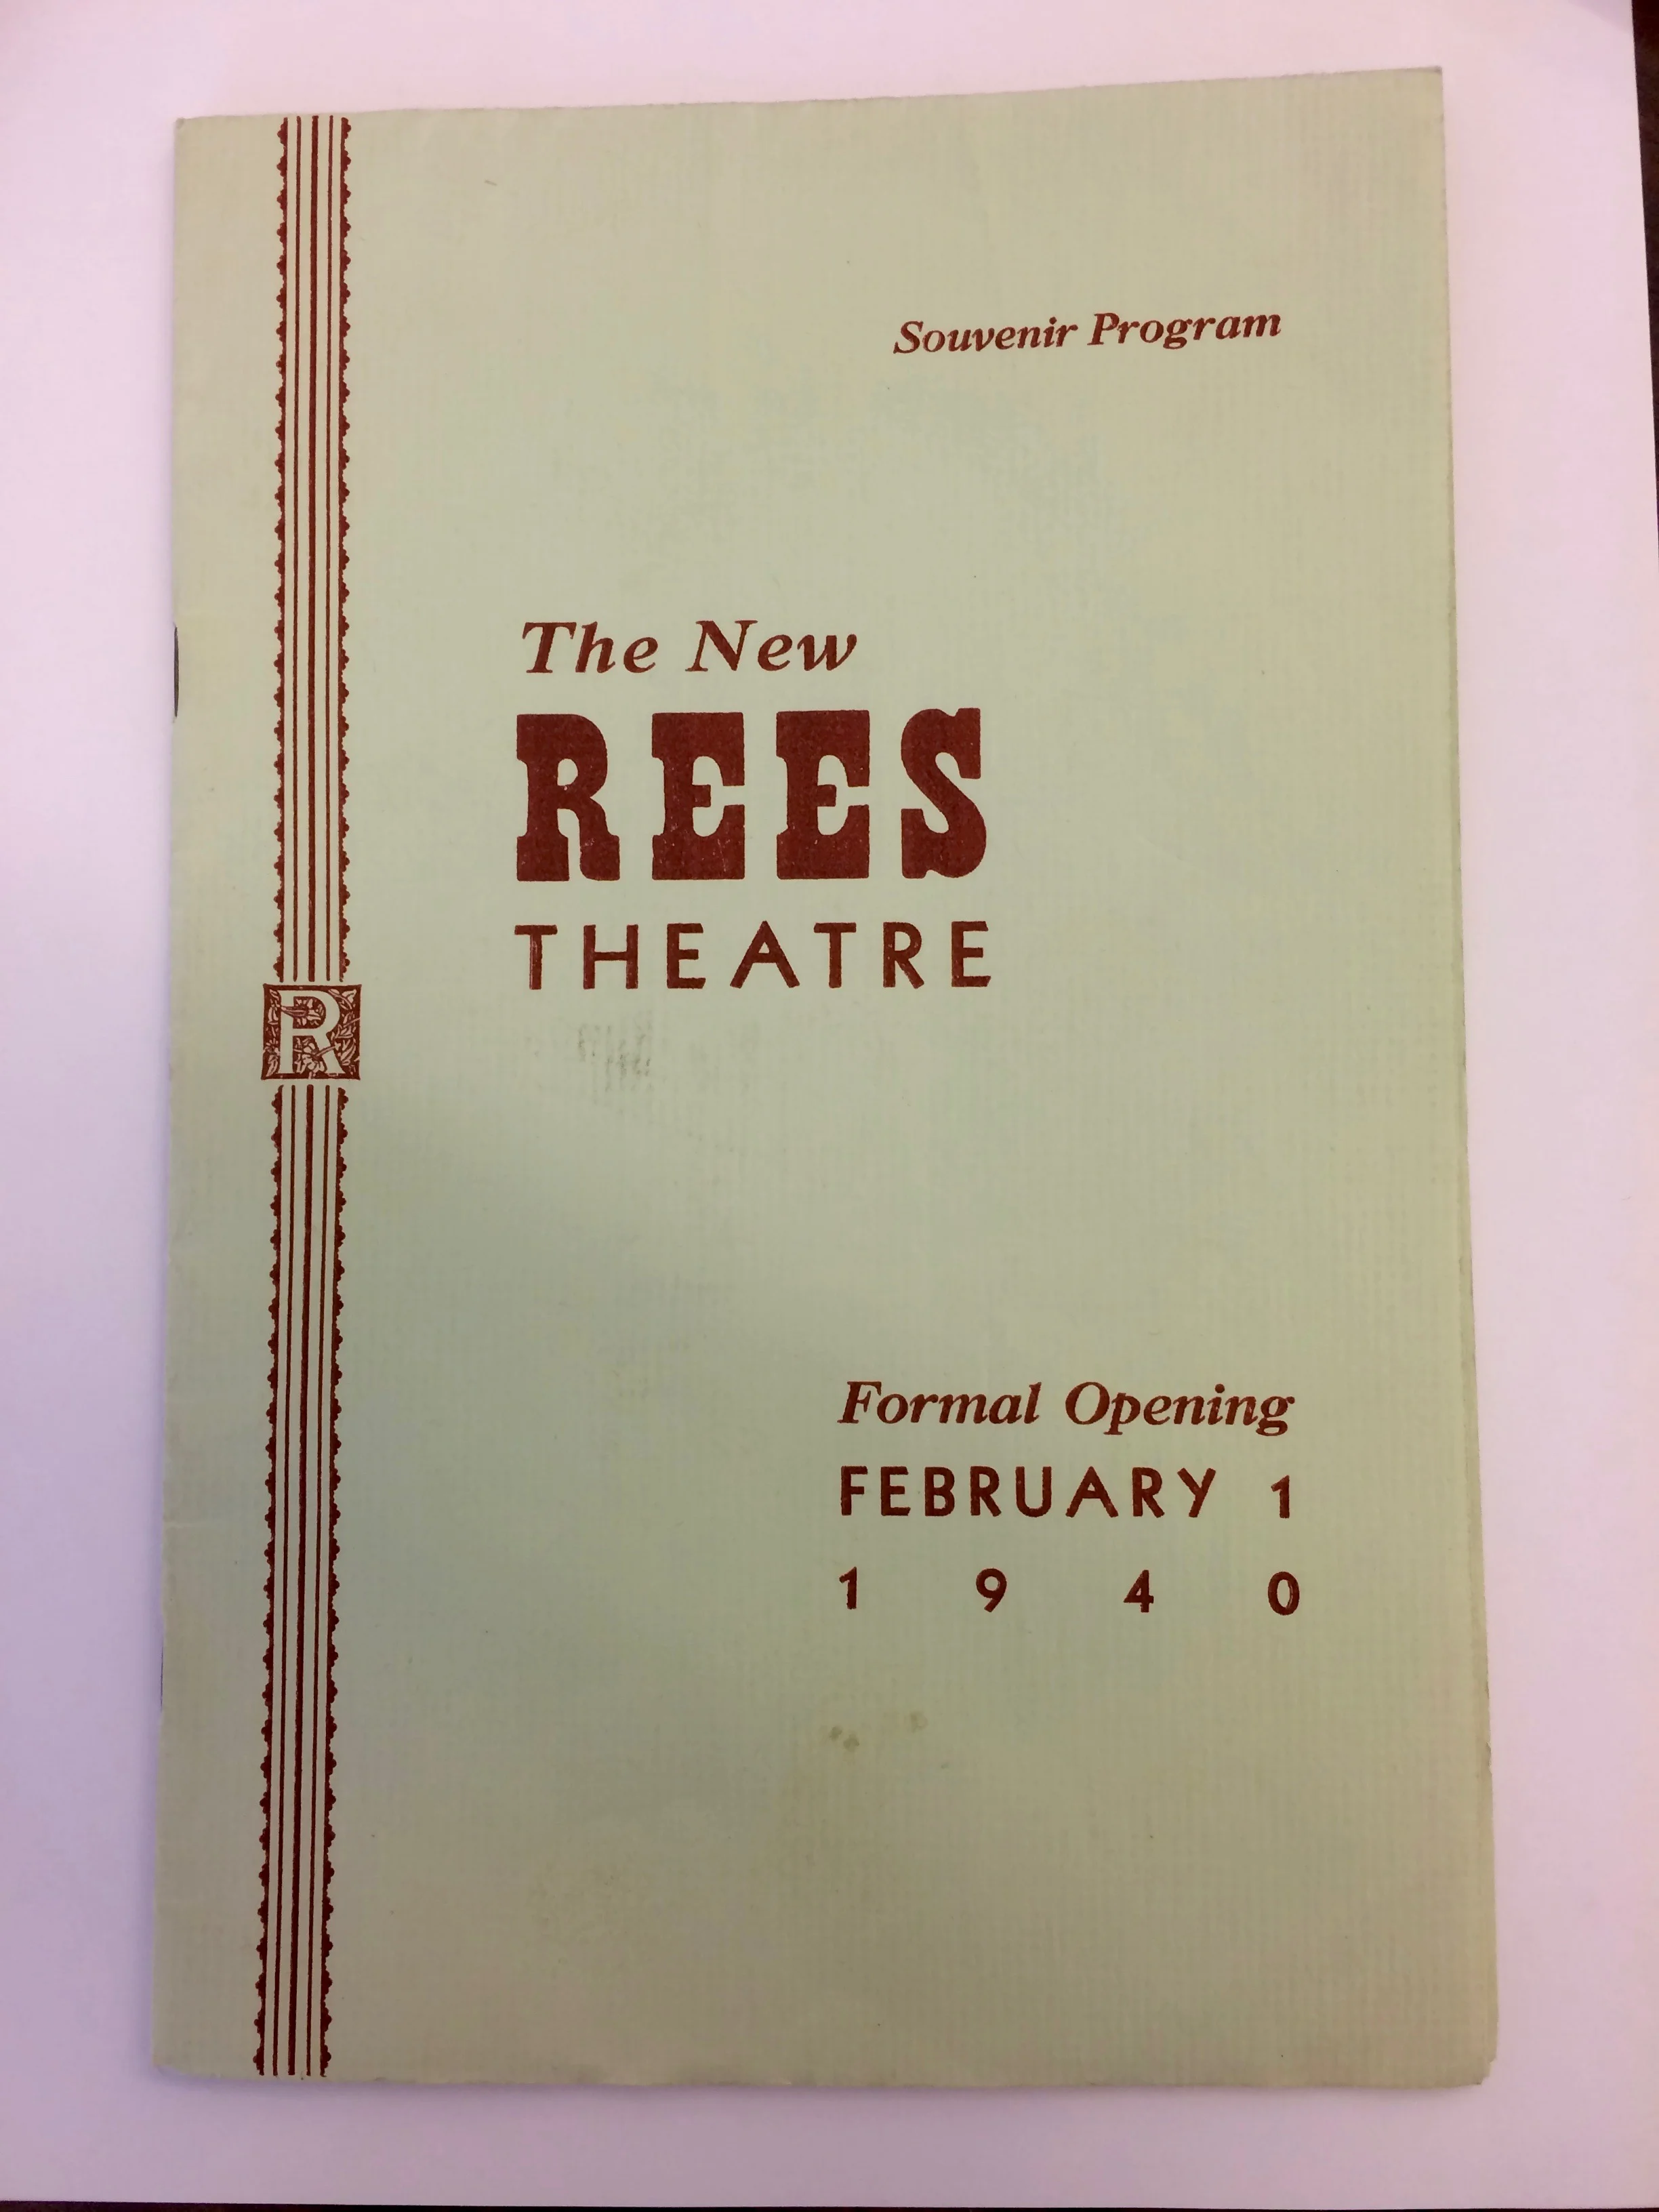 Souvenir Program
The New
REES
THEATRE
R
Formal Opening
FEBRUARY 1
1 9 4 0